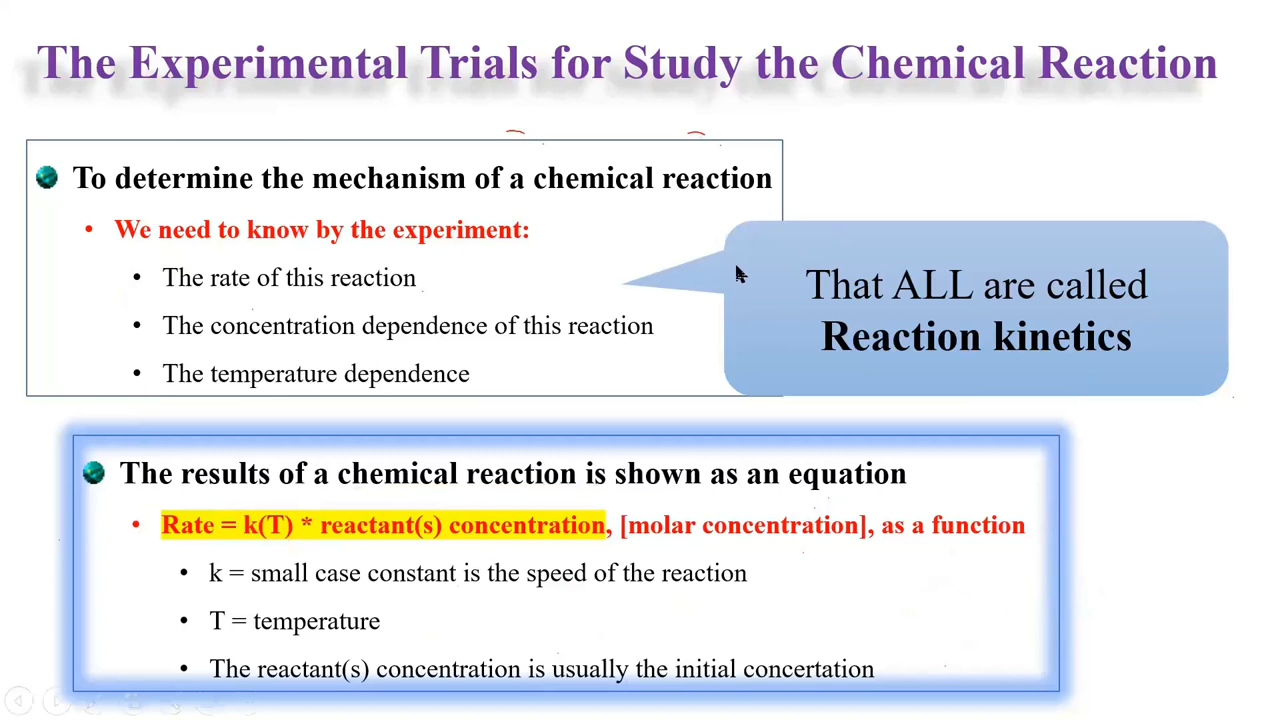 The Experimental Trials for Study the Chemical Reaction
To determine the mechanism of a chemical reaction
• We need to know by the experiment:
• The rate of this reaction
• The concentration dependence of this reaction
• The temperature dependence
That ALL are called
Reaction kinetics
The results of a chemical reaction is shown as an equation
• Rate = k(T) * reactant(s) concentration, [molar concentration], as a function
• k = small case constant is the speed of the reaction
• T = temperature
• The reactant(s) concentration is usually the initial concertation